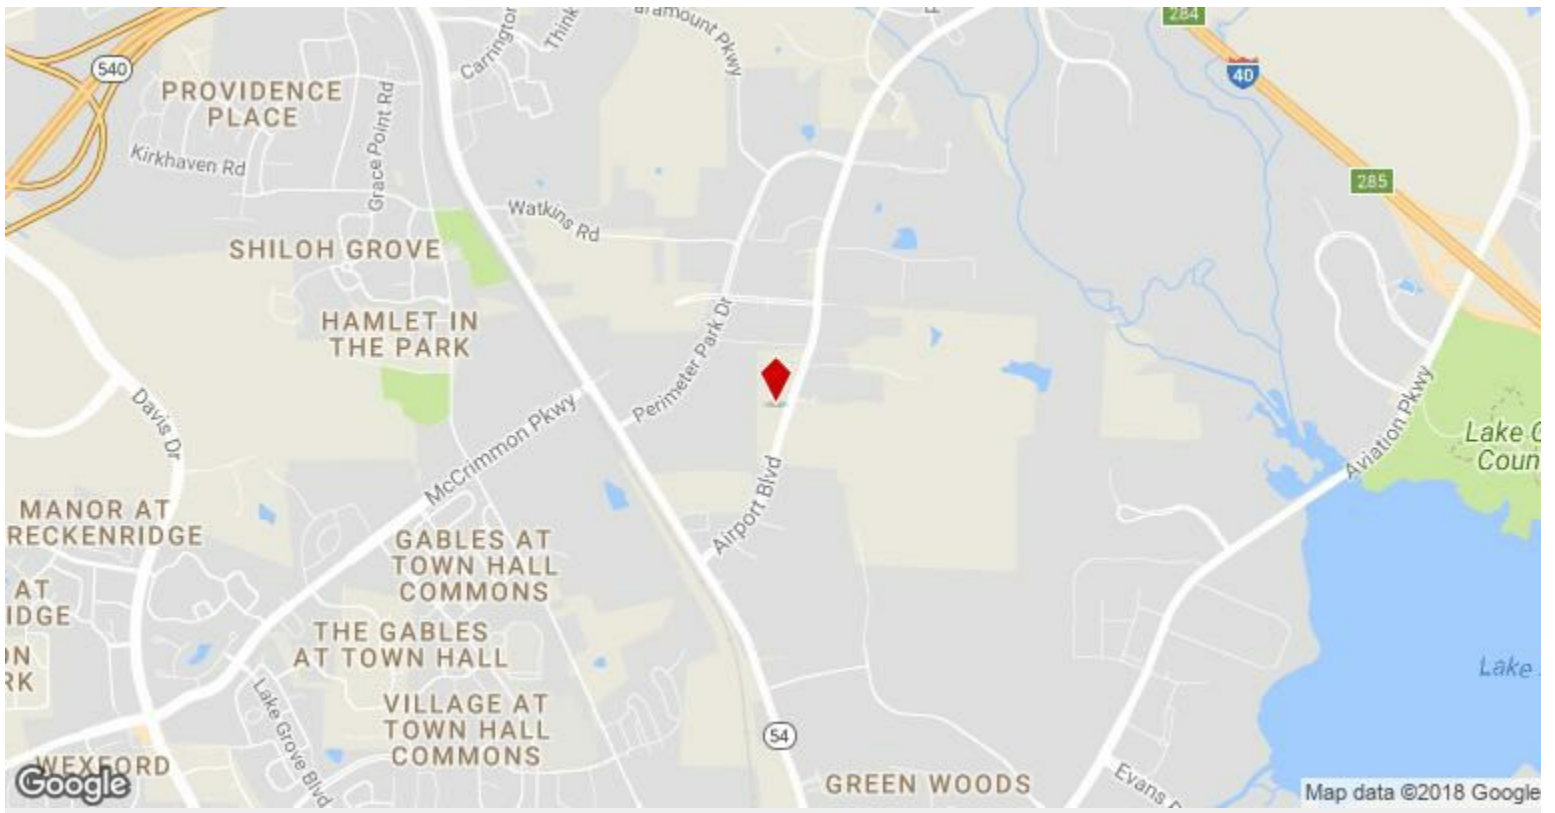 284
540
Carrington
Think
aramount Pkwy
40
PROVIDENCE
PLACE
Grace Point Rd
Kirkhaven Rd
285
Watkins Rd
SHILOH GROVE
HAMLET IN
THE PARK
Perimeter Park Dr
Davis Dr
McCrimmon Pkwy
Aviation Pkwy
Lake C
Coun
Airport Blvd
MANOR AT
RECKENRIDGE
GABLES AT
TOWN HALL
COMMONS
AT
IDGE
THE GABLES
AT TOWN HALL
ON
RK
Lake
Lake Grove Blvd
VILLAGE AT
TOWN HALL
COMMONS
54
WEXFORD
GREEN WOODS
Evans D
Google
Map data ©2018 Google